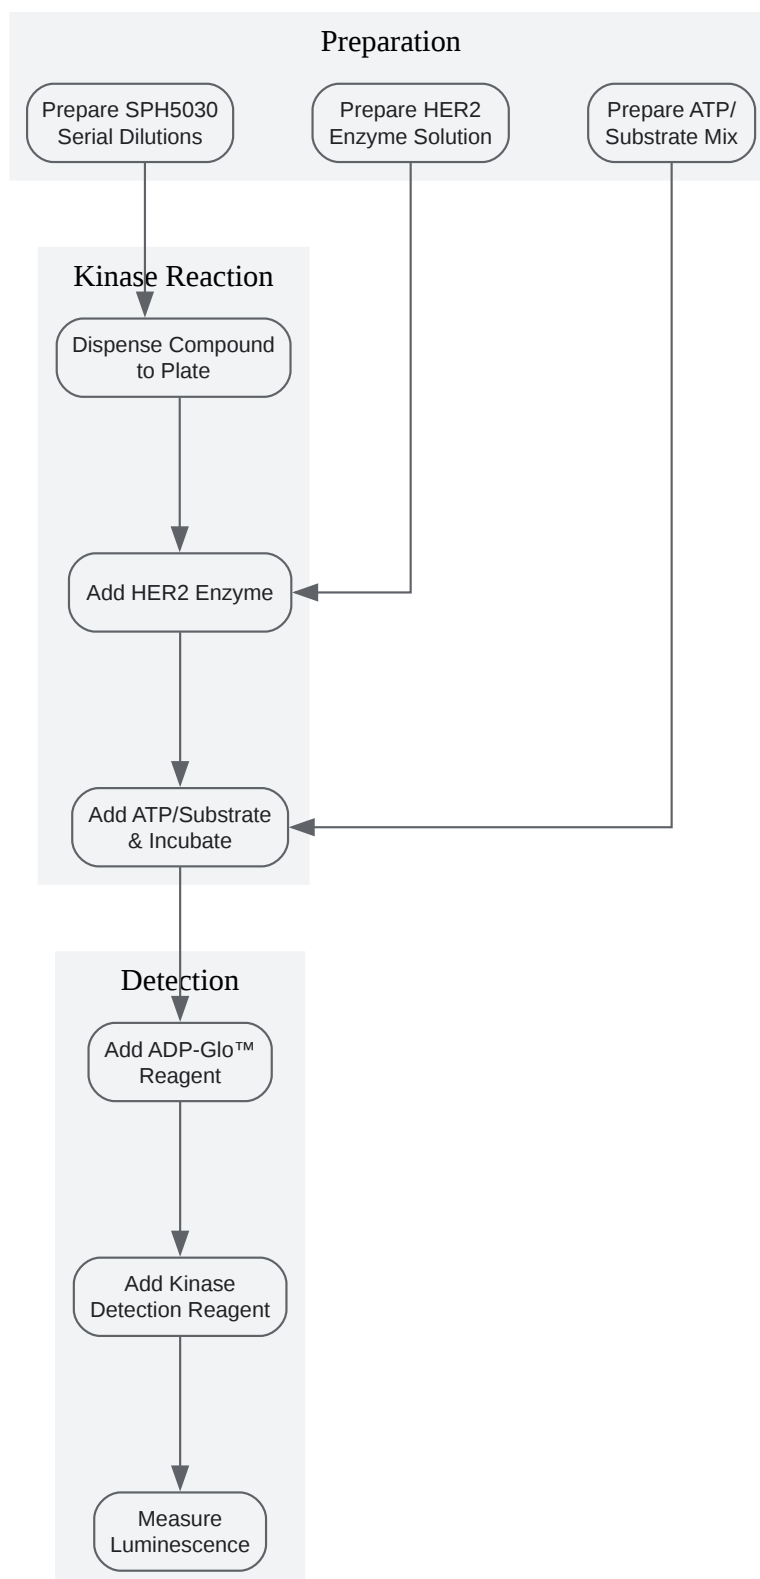 Preparation
Prepare SPH5030
Serial Dilutions
Prepare HER2
Enzyme Solution
Prepare ATP/
Substrate Mix
Kinase Reaction
Dispense Compound
to Plate
Add HER2 Enzyme
Add ATP/Substrate
& Incubate
Detection
Add ADP-Glo™
Reagent
Add Kinase
Detection Reagent
Measure
Luminescence